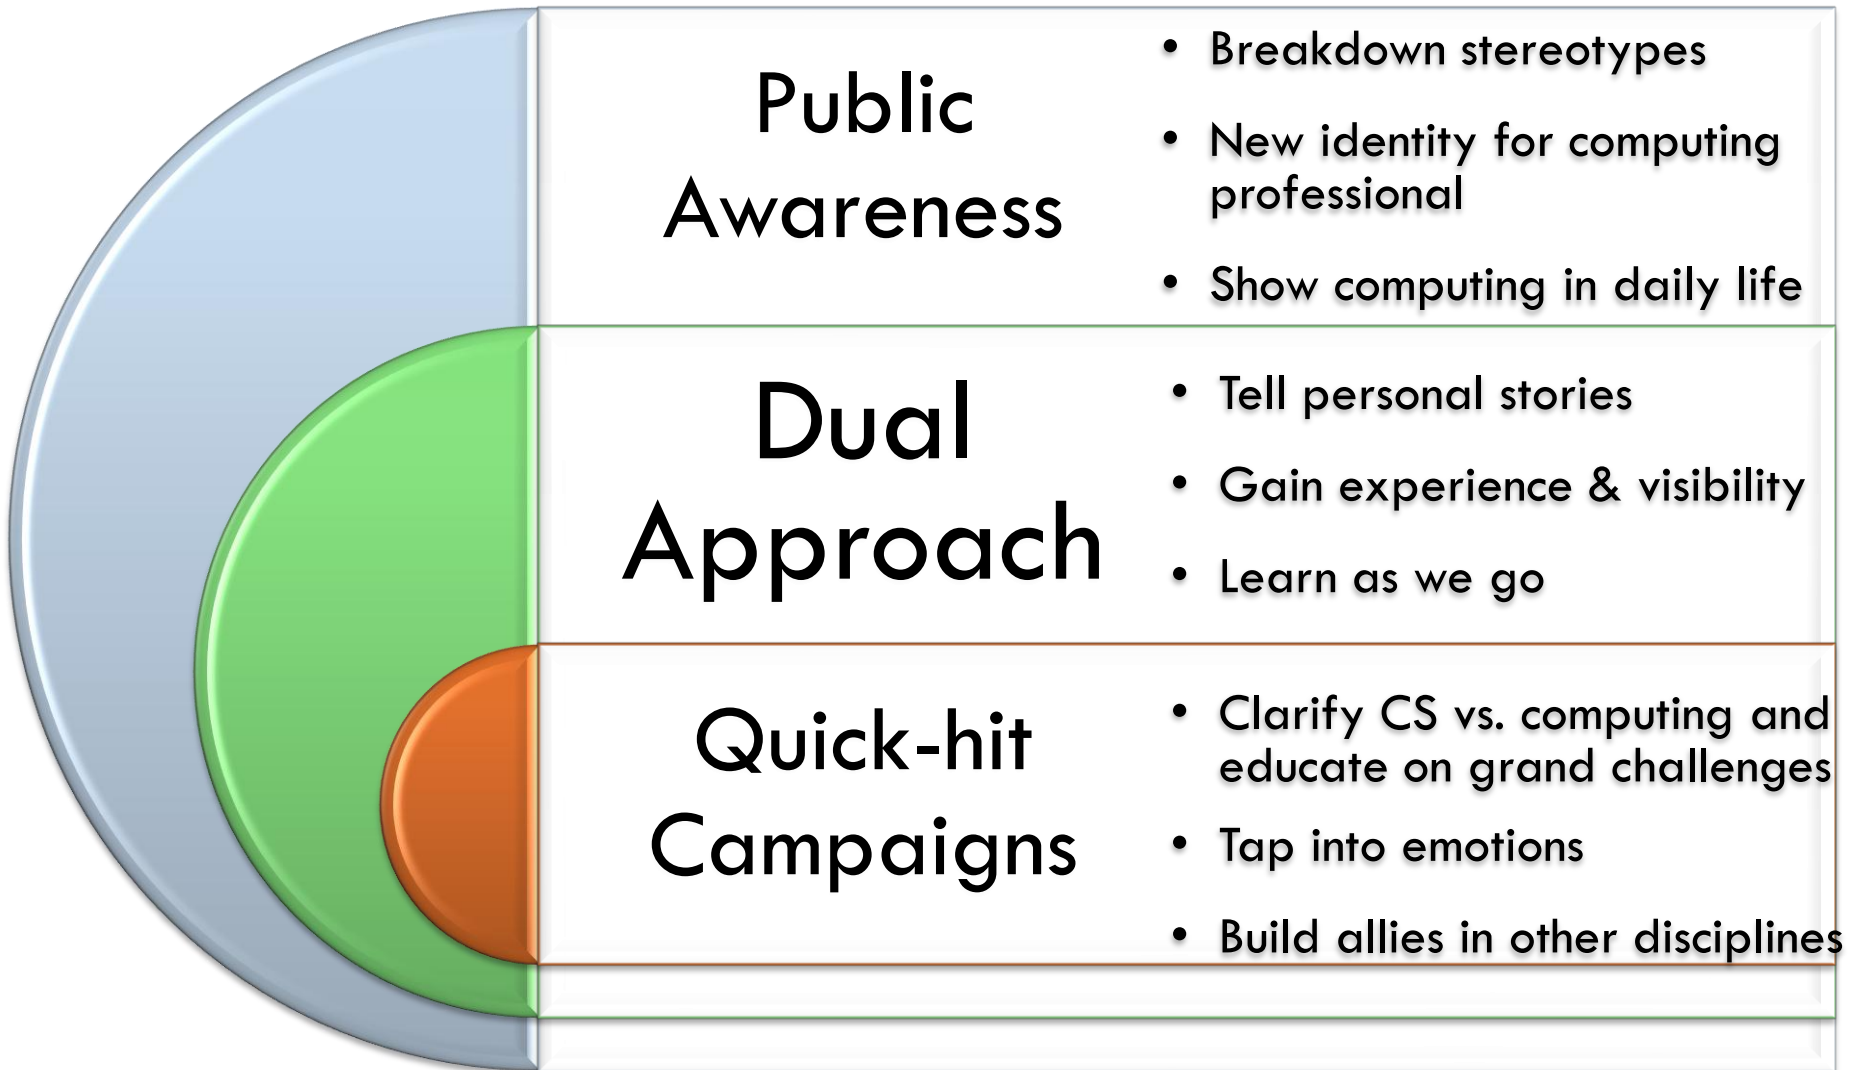 Public
Awareness
• Breakdown stereotypes
• New identity for computing
professional
• Show computing in daily life
Dual
Approach
• Tell personal stories
• Gain experience & visibility
• Learn as we go
Quick-hit
Campaigns
• Clarify CS vs. computing and
educate on grand challenges
• Tap into emotions
• Build allies in other disciplines